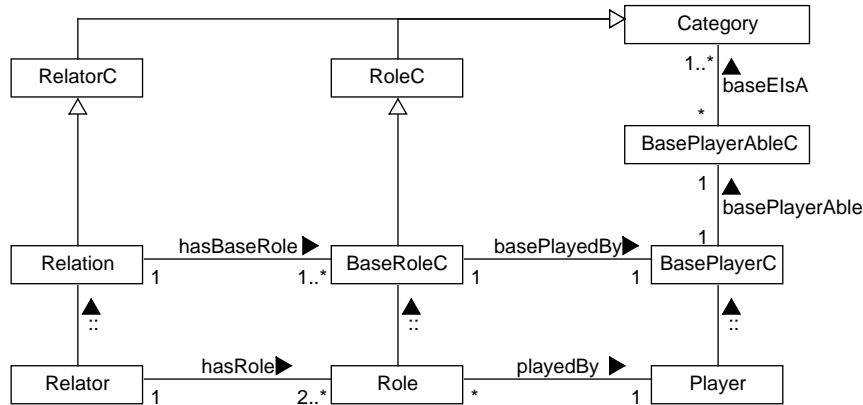 Category
RelatorC
RoleC
1..*
baseEIsA
*
BasePlayerAbleC
1
basePlayerAble
1
hasBaseRole
basePlayedBy
Relation
BaseRoleC
BasePlayerC
1
1..*
1
1
::
::
::
hasRole
playedBy
Relator
Role
Player
1
2..*
*
1